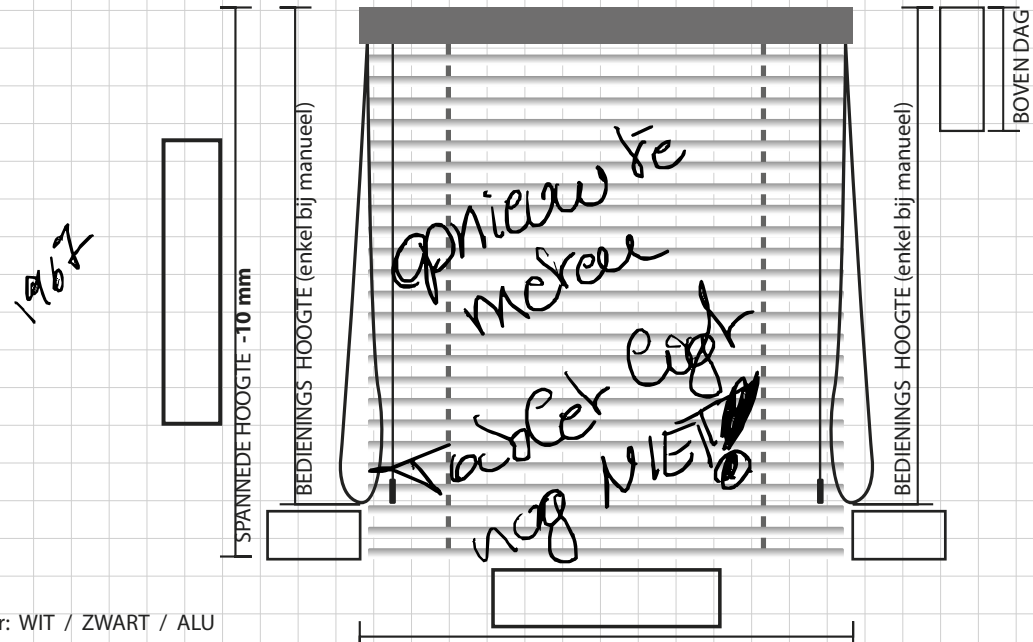 BOVEN DAG
BEDIENINGS HOOGTE (enkel bij manueel)
BEDIENINGS HOOGTE (enkel bij manueel)
SPANNEDE HOOGTE -10 mm
1967
opnieuw te
meten
Tablet ligt
nog NIET!
r: WIT / ZWART / ALU